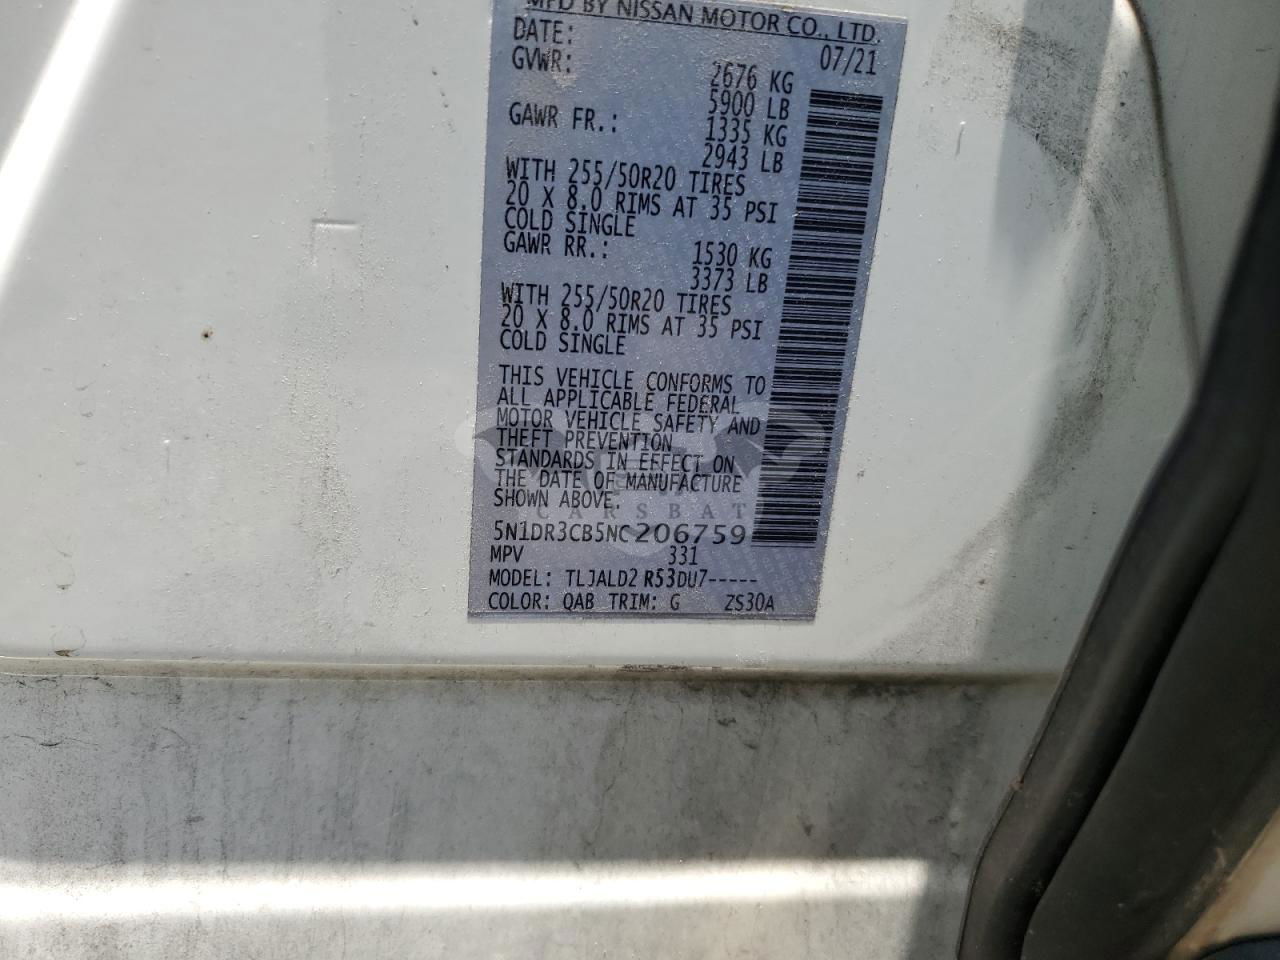 MFD BY NISSAN MOTOR CO., LTD.
DATE: 07/21
GVWR: 2676 KG
5900 LB
GAWR FR.: 1335 KG
2943 LB
WITH 255/50R20 TIRES
20 X 8.0 RIMS AT 35 PSI
COLD SINGLE
GAWR RR.: 1530 KG
3373 LB
WITH 255/50R20 TIRES
20 X 8.0 RIMS AT 35 PSI
COLD SINGLE
THIS VEHICLE CONFORMS TO
ALL APPLICABLE FEDERAL
MOTOR VEHICLE SAFETY AND
THEFT PREVENTION
STANDARDS IN EFFECT ON
THE DATE OF MANUFACTURE
SHOWN ABOVE.
CARSBAT
5N1DR3CB5NC206759
MPV 331
MODEL: TLJALD2 R53DU7-----
COLOR: QAB TRIM: G ZS30A